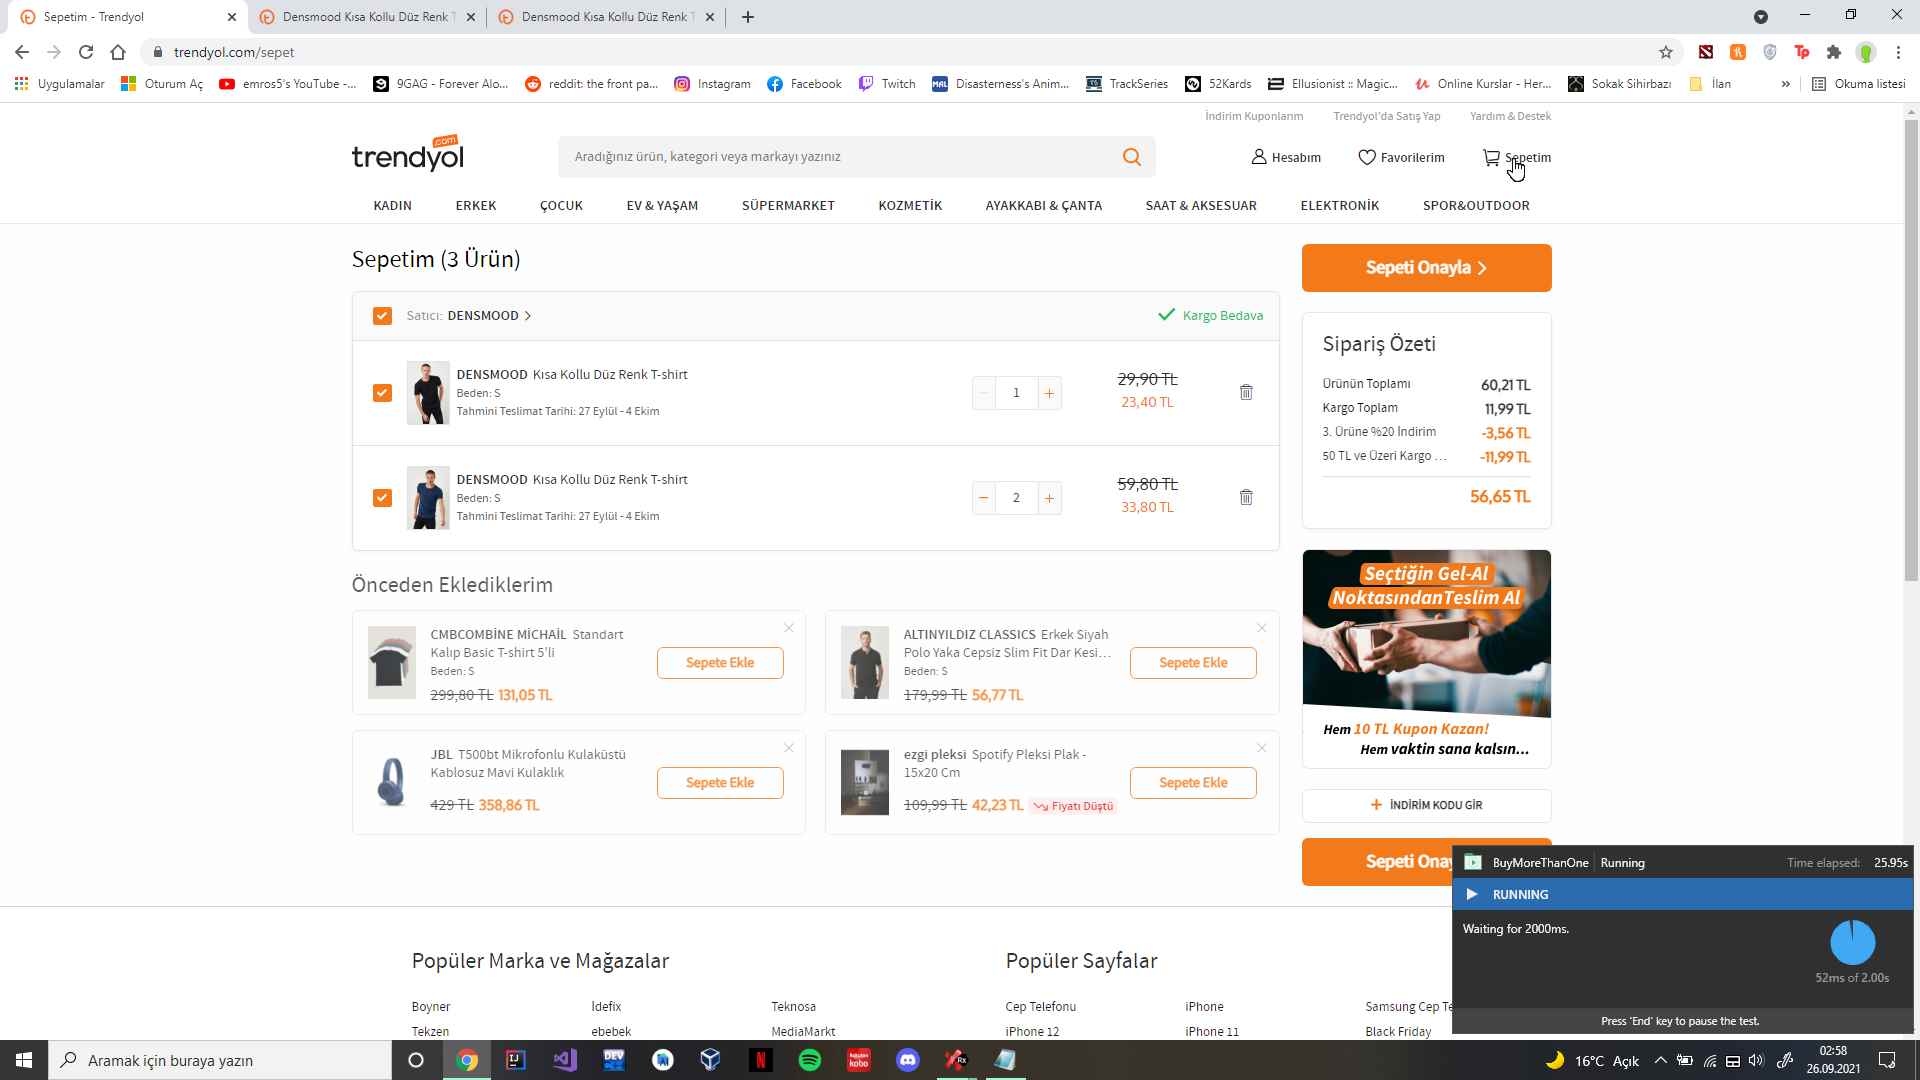 Sepetim - Trendyol
Densmood Kısa Kollu Düz Renk T
Densmood Kısa Kollu Düz Renk T
trendyol.com/sepet
Uygulamalar
Oturum Aç
emros5's YouTube -...
9GAG - Forever Alo...
reddit: the front pa...
Instagram
Facebook
Twitch
Disasterness's Anim...
TrackSeries
52Kards
Ellusionist :: Magic...
Online Kurslar - Her...
Sokak Sihirbazı
İlan
»
Okuma listesi
İndirim Kuponlarım
Trendyol'da Satış Yap
Yardım & Destek
trendyol
.com
Aradığınız ürün, kategori veya markayı yazınız
Hesabım
Favorilerim
Sepetim
KADIN
ERKEK
ÇOCUK
EV & YAŞAM
SÜPERMARKET
KOZMETİK
AYAKKABI & ÇANTA
SAAT & AKSESUAR
ELEKTRONİK
SPOR&OUTDOOR
Sepetim (3 Ürün)
Satıcı: DENSMOOD
Kargo Bedava
DENSMOOD Kısa Kollu Düz Renk T-shirt
Beden: S
Tahmini Teslimat Tarihi: 27 Eylül - 4 Ekim
1
29,90 TL
23,40 TL
DENSMOOD Kısa Kollu Düz Renk T-shirt
Beden: S
Tahmini Teslimat Tarihi: 27 Eylül - 4 Ekim
2
59,80 TL
33,80 TL
Sepeti Onayla
Sipariş Özeti
Ürünün Toplamı 60,21 TL
Kargo Toplam 11,99 TL
3. Ürüne %20 İndirim -3,56 TL
50 TL ve Üzeri Kargo ... -11,99 TL
56,65 TL
Önceden Eklediklerim
CMBCOMBİNE MİCHAİL Standart
Kalıp Basic T-shirt 5'li
Beden: S
299,80 TL 131,05 TL
Sepete Ekle
ALTINYILDIZ CLASSICS Erkek Siyah
Polo Yaka Cepsiz Slim Fit Dar Kesi...
Beden: S
179,99 TL 56,77 TL
Sepete Ekle
JBL T500bt Mikrofonlu Kulaküstü
Kablosuz Mavi Kulaklık
429 TL 358,86 TL
Sepete Ekle
ezgi pleksi Spotify Pleksi Plak -
15x20 Cm
109,99 TL 42,23 TL Fiyatı Düştü
Sepete Ekle
Seçtiğin Gel-Al
Noktasından Teslim Al
Hem 10 TL Kupon Kazan!
Hem vaktin sana kalsın...
+ İNDİRİM KODU GİR
Sepeti Onay
BuyMoreThanOne
Running
Time elapsed: 25.95s
RUNNING
Waiting for 2000ms.
52ms of 2.00s
Press 'End' key to pause the test.
Popüler Marka ve Mağazalar
Popüler Sayfalar
Boyner
İdefix
Teknosa
Cep Telefonu
iPhone
Samsung Cep Te
Tekzen
ebebek
MediaMarkt
iPhone 12
iPhone 11
Black Friday
Aramak için buraya yazın
16°C Açık
02:58
26.09.2021